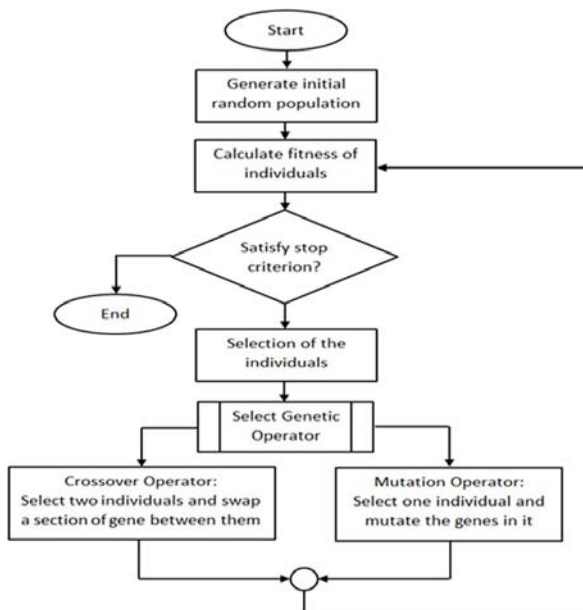 Start
Generate initial
random population
Calculate fitness of
individuals
Satisfy stop
criterion?
End
Selection of the
individuals
Select Genetic
Operator
Crossover Operator:
Select two individuals and swap
a section of gene between them
Mutation Operator:
Select one individual and
mutate the genes in it